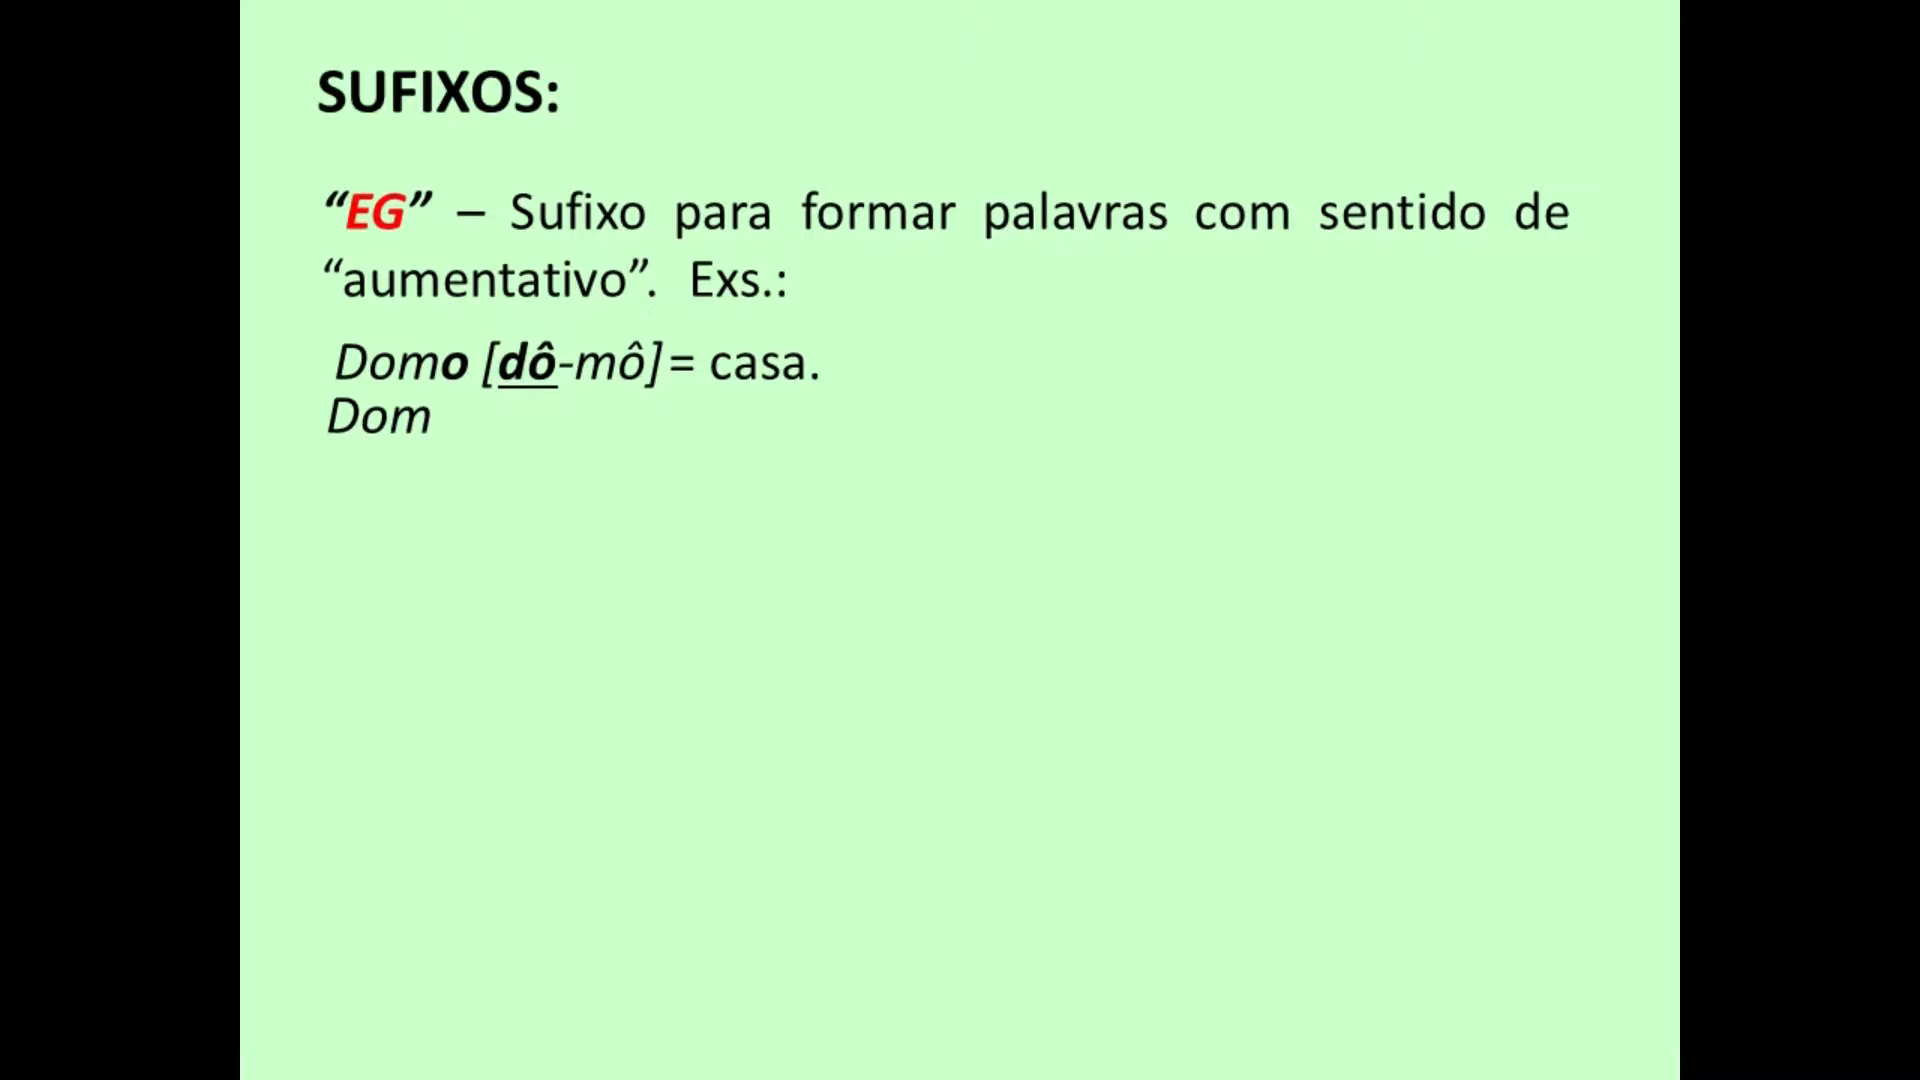 SUFIXOS:
“EG” – Sufixo para formar palavras com sentido de
“aumentativo”. Exs.:
Domo [dô-mô]= casa.
Dom